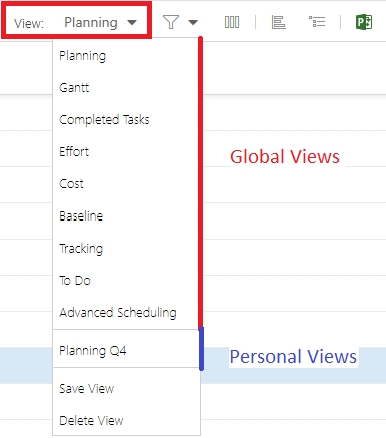 View: Planning
Planning
Gantt
Completed Tasks
Effort
Cost
Baseline
Tracking
To Do
Advanced Scheduling
Planning Q4
Save View
Delete View
Global Views
Personal Views